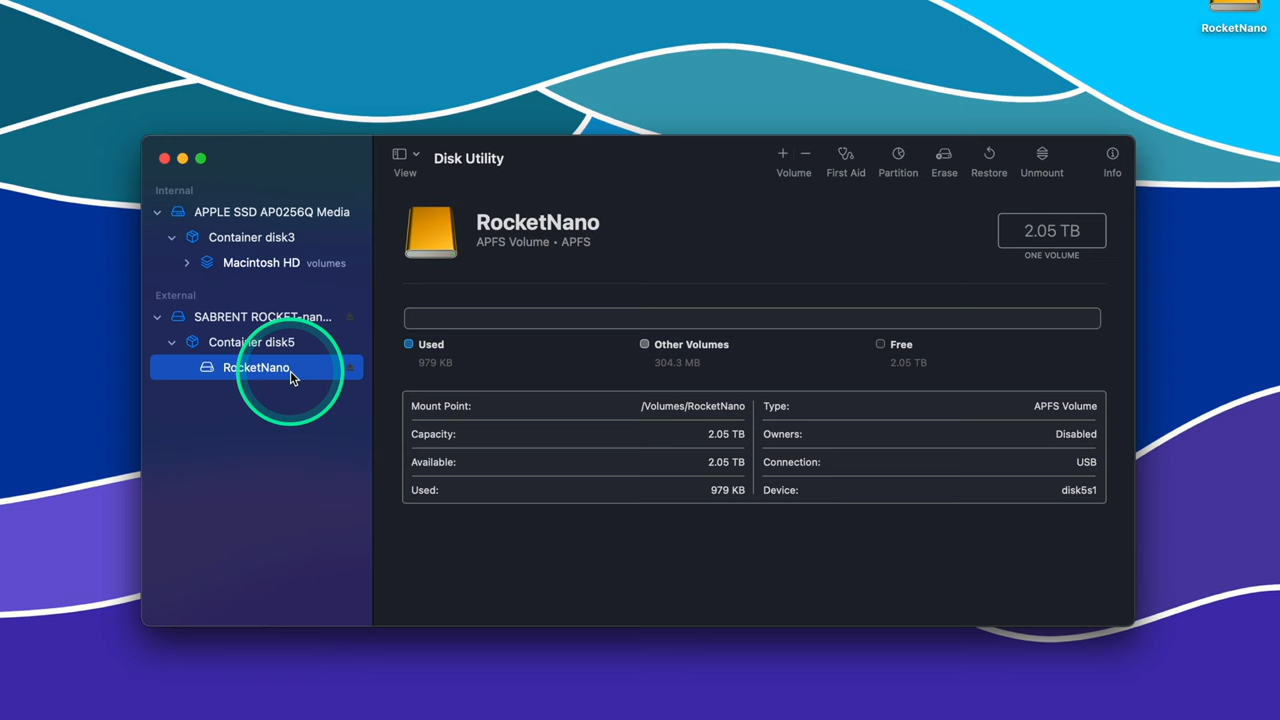 RocketNano
Disk Utility
View
Volume
First Aid
Partition
Erase
Restore
Unmount
Info
Internal
APPLE SSD AP0256Q Media
Container disk3
Macintosh HD volumes
External
SABRENT ROCKET-nan...
Container disk5
RocketNano
RocketNano
APFS Volume • APFS
2.05 TB
ONE VOLUME
Used
979 KB
Other Volumes
304.3 MB
Free
2.05 TB
Mount Point: /Volumes/RocketNano
Capacity: 2.05 TB
Available: 2.05 TB
Used: 979 KB
Type: APFS Volume
Owners: Disabled
Connection: USB
Device: disk5s1